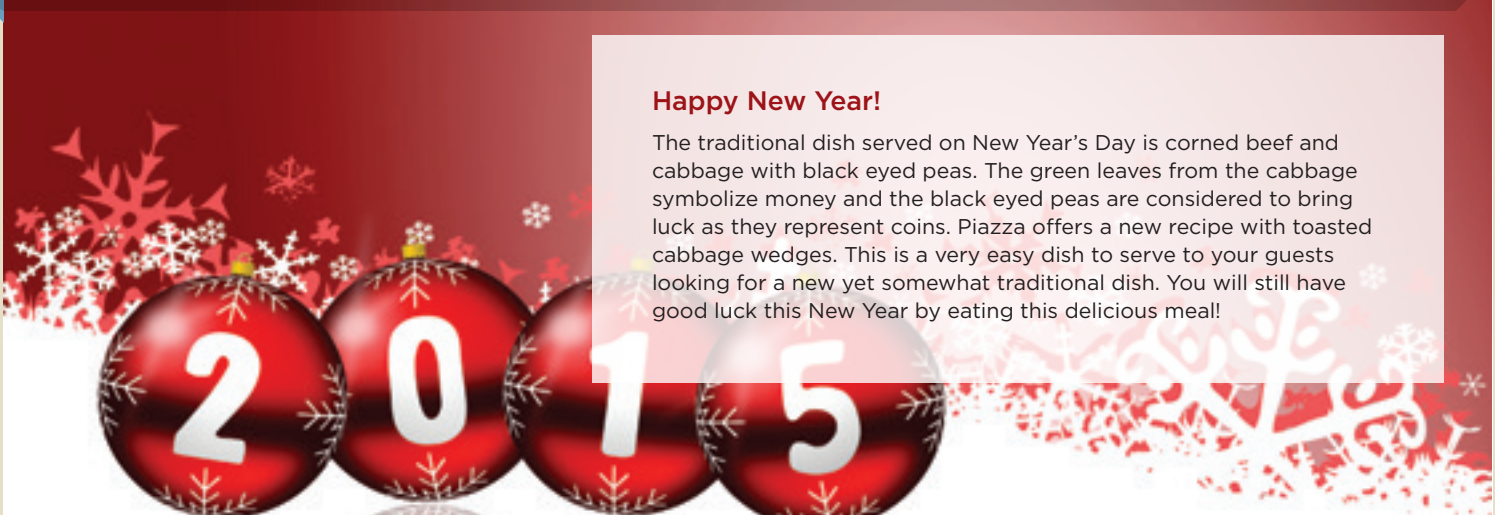 Happy New Year!
The traditional dish served on New Year’s Day is corned beef and
cabbage with black eyed peas. The green leaves from the cabbage
symbolize money and the black eyed peas are considered to bring
luck as they represent coins. Piazza offers a new recipe with toasted
cabbage wedges. This is a very easy dish to serve to your guests
looking for a new yet somewhat traditional dish. You will still have
good luck this New Year by eating this delicious meal!
2015